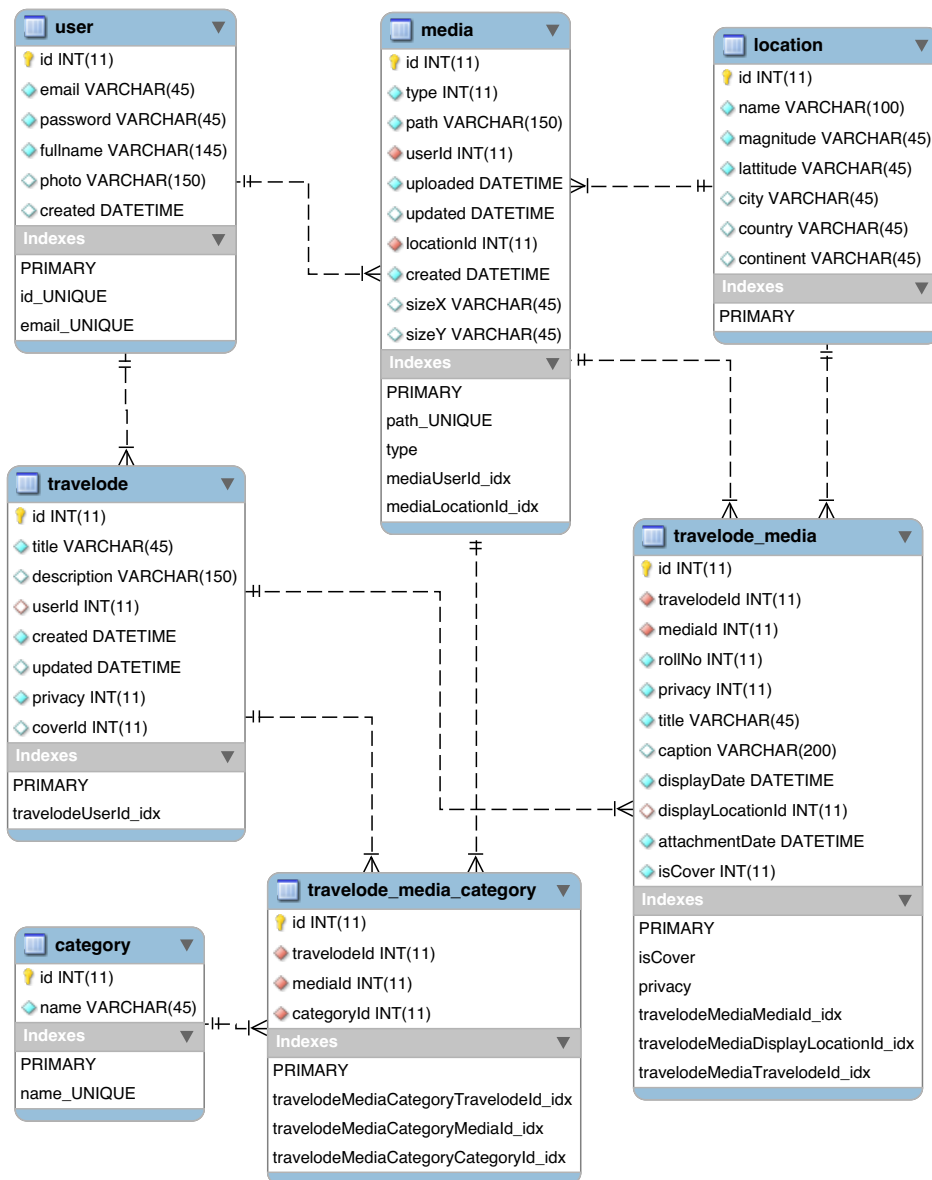 user
id INT(11)
email VARCHAR(45)
password VARCHAR(45)
fullname VARCHAR(145)
photo VARCHAR(150)
created DATETIME
Indexes
PRIMARY
id_UNIQUE
email_UNIQUE
media
id INT(11)
type INT(11)
path VARCHAR(150)
userId INT(11)
uploaded DATETIME
updated DATETIME
locationId INT(11)
created DATETIME
sizeX VARCHAR(45)
sizeY VARCHAR(45)
Indexes
PRIMARY
path_UNIQUE
type
mediaUserId_idx
mediaLocationId_idx
location
id INT(11)
name VARCHAR(100)
magnitude VARCHAR(45)
lattitude VARCHAR(45)
city VARCHAR(45)
country VARCHAR(45)
continent VARCHAR(45)
Indexes
PRIMARY
travelode
id INT(11)
title VARCHAR(45)
description VARCHAR(150)
userId INT(11)
created DATETIME
updated DATETIME
privacy INT(11)
coverId INT(11)
Indexes
PRIMARY
travelodeUserId_idx
travelode_media
id INT(11)
travelodeId INT(11)
mediaId INT(11)
rollNo INT(11)
privacy INT(11)
title VARCHAR(45)
caption VARCHAR(200)
displayDate DATETIME
displayLocationId INT(11)
attachmentDate DATETIME
isCover INT(11)
Indexes
PRIMARY
isCover
privacy
travelodeMediaMediaId_idx
travelodeMediaDisplayLocationId_idx
travelodeMediaTravelodeId_idx
category
id INT(11)
name VARCHAR(45)
Indexes
PRIMARY
name_UNIQUE
travelode_media_category
id INT(11)
travelodeId INT(11)
mediaId INT(11)
categoryId INT(11)
Indexes
PRIMARY
travelodeMediaCategoryTravelodeId_idx
travelodeMediaCategoryMediaId_idx
travelodeMediaCategoryCategoryId_idx